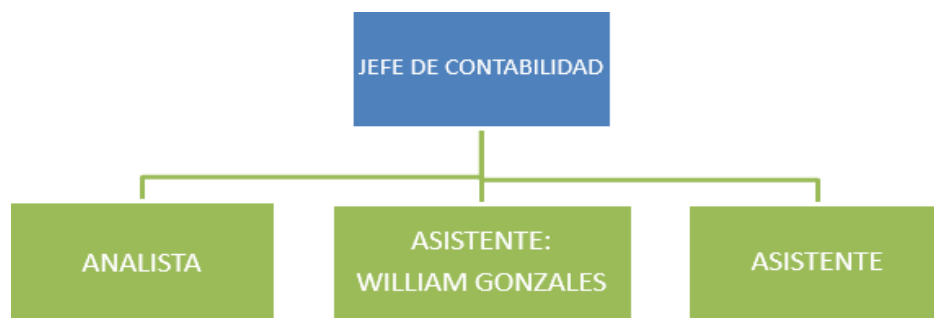 JEFE DE CONTABILIDAD
ANALISTA
ASISTENTE:
WILLIAM GONZALES
ASISTENTE